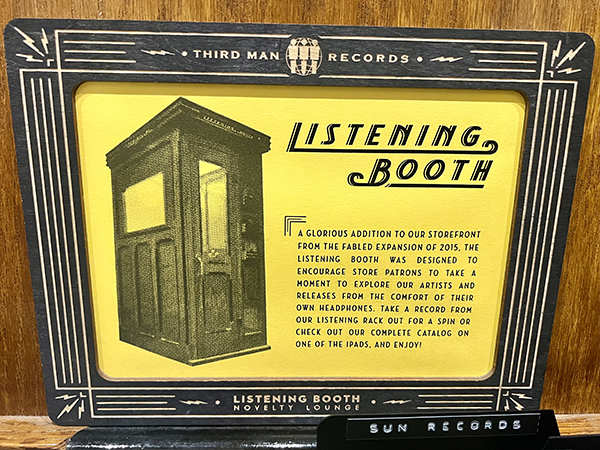 • THIRD MAN RECORDS •
LISTENING BOOTH
LISTENING
BOOTH
A GLORIOUS ADDITION TO OUR STOREFRONT
FROM THE FABLED EXPANSION OF 2015, THE
LISTENING BOOTH WAS DESIGNED TO
ENCOURAGE STORE PATRONS TO TAKE A
MOMENT TO EXPLORE OUR ARTISTS AND
RELEASES FROM THE COMFORT OF THEIR
OWN HEADPHONES. TAKE A RECORD FROM
OUR LISTENING RACK OUT FOR A SPIN OR
CHECK OUT OUR COMPLETE CATALOG ON
ONE OF THE IPADS, AND ENJOY!
• LISTENING BOOTH •
NOVELTY LOUNGE
SUN RECORDS